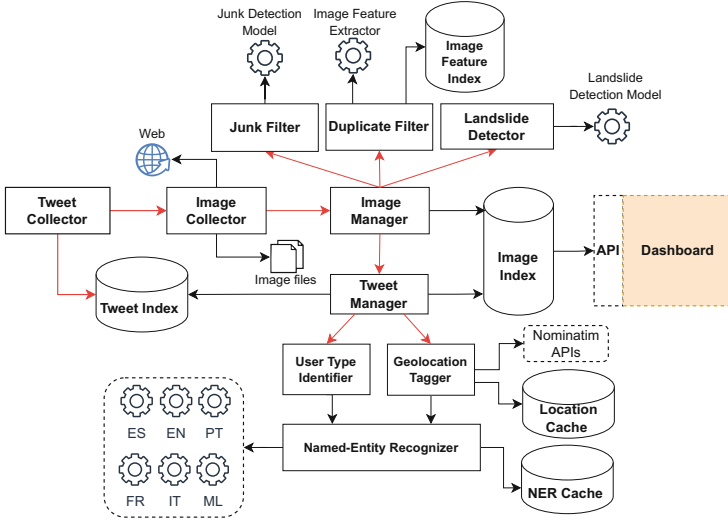 Junk Detection
Model
Image Feature
Extractor
Image
Feature
Index
Landslide
Detection Model
Junk Filter
Duplicate Filter
Landslide
Detector
Web
Tweet
Collector
Image
Collector
Image
Manager
Image
Index
API
Dashboard
Image files
Tweet Index
Tweet
Manager
User Type
Identifier
Geolocation
Tagger
Nominatim
APIs
Location
Cache
ES
EN
PT
FR
IT
ML
Named-Entity Recognizer
NER Cache